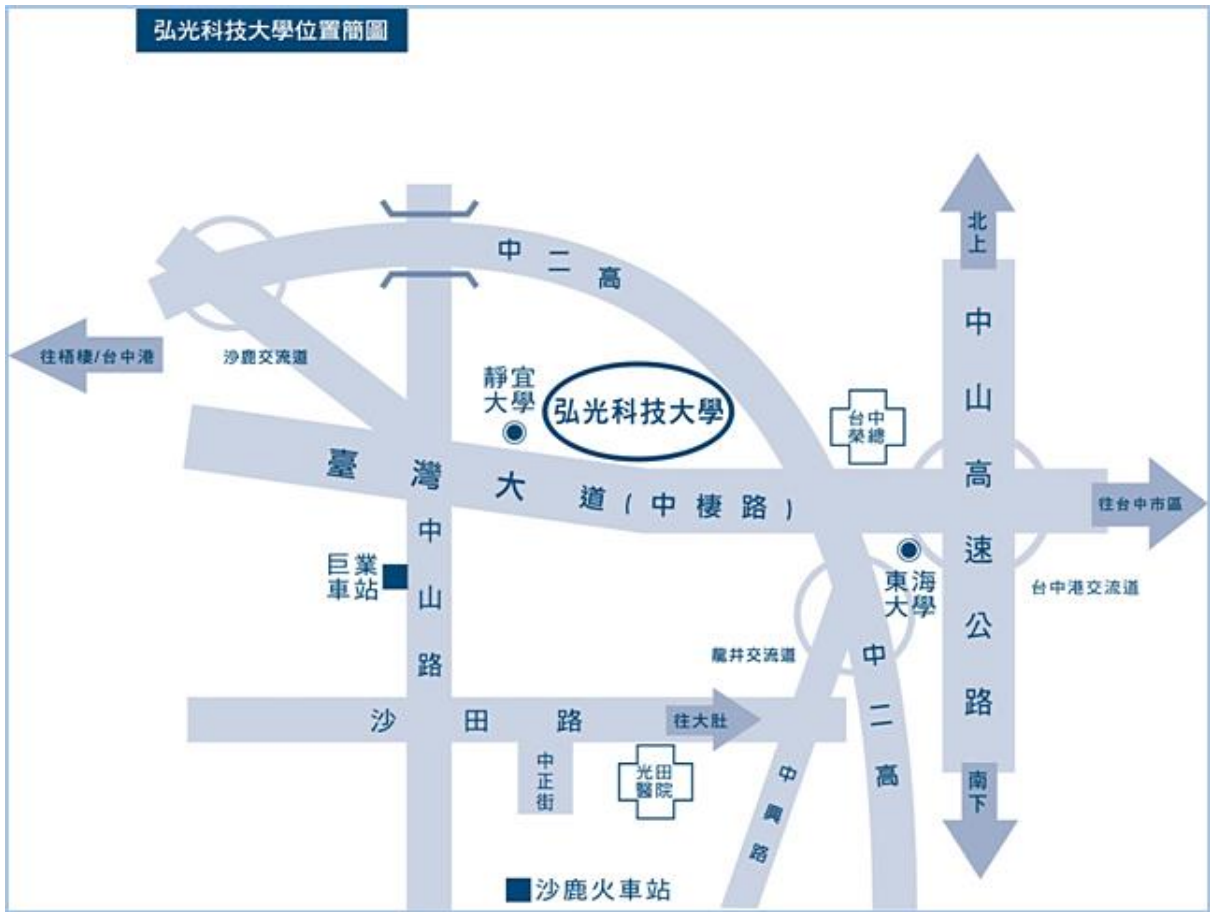 弘光科技大學位置簡圖
北上
中二高
中山高速公路
往梧棲/台中港
沙鹿交流道
靜宜
大學
弘光科技大學
台中
榮總
臺灣大道(中棲路)
往台中市區
中山路
巨業
車站
東海
大學
台中港交流道
龍井交流道
中二高
沙田路
往大肚
中正街
光田
醫院
中興路
南下
沙鹿火車站